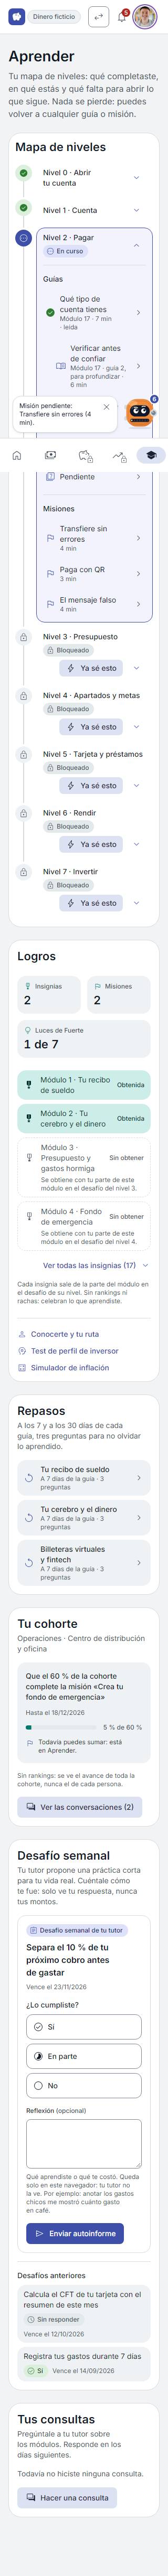 Dinero ficticio
5
Aprender
Tu mapa de niveles: qué completaste,
en qué estás y qué falta para abrir lo
que sigue. Nada se pierde: puedes
volver a cualquier guía o misión.
Mapa de niveles
Nivel 0 · Abrir
tu cuenta
Nivel 1 · Cuenta
Nivel 2 · Pagar
En curso
Guías
Qué tipo de
cuenta tienes
Módulo 17 · 7 min
· leída
Verificar antes
de confiar
Módulo 17 · guía 2,
para profundizar ·
6 min
Misión pendiente:
Transfiere sin errores (4
min).
6
Pendiente
Misiones
Transfiere sin
errores
4 min
Paga con QR
3 min
El mensaje falso
4 min
Nivel 3 · Presupuesto
Bloqueado
Ya sé esto
Nivel 4 · Apartados y metas
Bloqueado
Ya sé esto
Nivel 5 · Tarjeta y préstamos
Bloqueado
Ya sé esto
Nivel 6 · Rendir
Bloqueado
Ya sé esto
Nivel 7 · Invertir
Bloqueado
Ya sé esto
Logros
Insignias
2
Misiones
2
Luces de Fuerte
1 de 7
Módulo 1 · Tu recibo
de sueldo
Obtenida
Módulo 2 · Tu
cerebro y el dinero
Obtenida
Módulo 3 ·
Presupuesto y
gastos hormiga
Sin obtener
Se obtiene con tu parte de este
módulo en el desafío del nivel 3.
Módulo 4 · Fondo
de emergencia
Sin obtener
Se obtiene con tu parte de este
módulo en el desafío del nivel 4.
Ver todas las insignias (17)
Cada insignia sale de la parte del módulo en
el desafío de su nivel. Sin rankings ni
rachas: celebran lo que aprendiste.
Conocerte y tu ruta
Test de perfil de inversor
Simulador de inflación
Repasos
A los 7 y a los 30 días de cada
guía, tres preguntas para no olvidar
lo aprendido.
Tu recibo de sueldo
A 7 días de la guía · 3
preguntas
Tu cerebro y el dinero
A 7 días de la guía · 3
preguntas
Billeteras virtuales
y fintech
A 7 días de la guía · 3
preguntas
Tu cohorte
Operaciones · Centro de distribución
y oficina
Que el 60 % de la cohorte
complete la misión «Crea tu
fondo de emergencia»
Hasta el 18/12/2026
5 % de 60 %
Todavía puedes sumar: está
en Aprender.
Sin rankings: se ve el avance de toda la
cohorte, nunca el de cada persona.
Ver las conversaciones (2)
Desafío semanal
Tu tutor propone una práctica corta
para tu vida real. Cuéntale cómo
te fue: solo ve tu respuesta, nunca
tus montos.
Desafío semanal de tu tutor
Separa el 10 % de tu
próximo cobro antes
de gastar
Vence el 23/11/2026
¿Lo cumpliste?
Sí
En parte
No
Reflexión (opcional)
Qué aprendiste o qué te costó. Queda
solo en este navegador: tu tutor no
la ve. Por ejemplo: anotar los gastos
chicos me mostró cuánto gasto
en café.
Enviar autoinforme
Desafíos anteriores
Calcula el CFT de tu tarjeta con el
resumen de este mes
Sin responder
Vence el 12/10/2026
Registra tus gastos durante 7 días
Sí
Vence el 14/09/2026
Tus consultas
Pregúntale a tu tutor sobre
los módulos. Responde en los
días siguientes.
Todavía no hiciste ninguna consulta.
Hacer una consulta